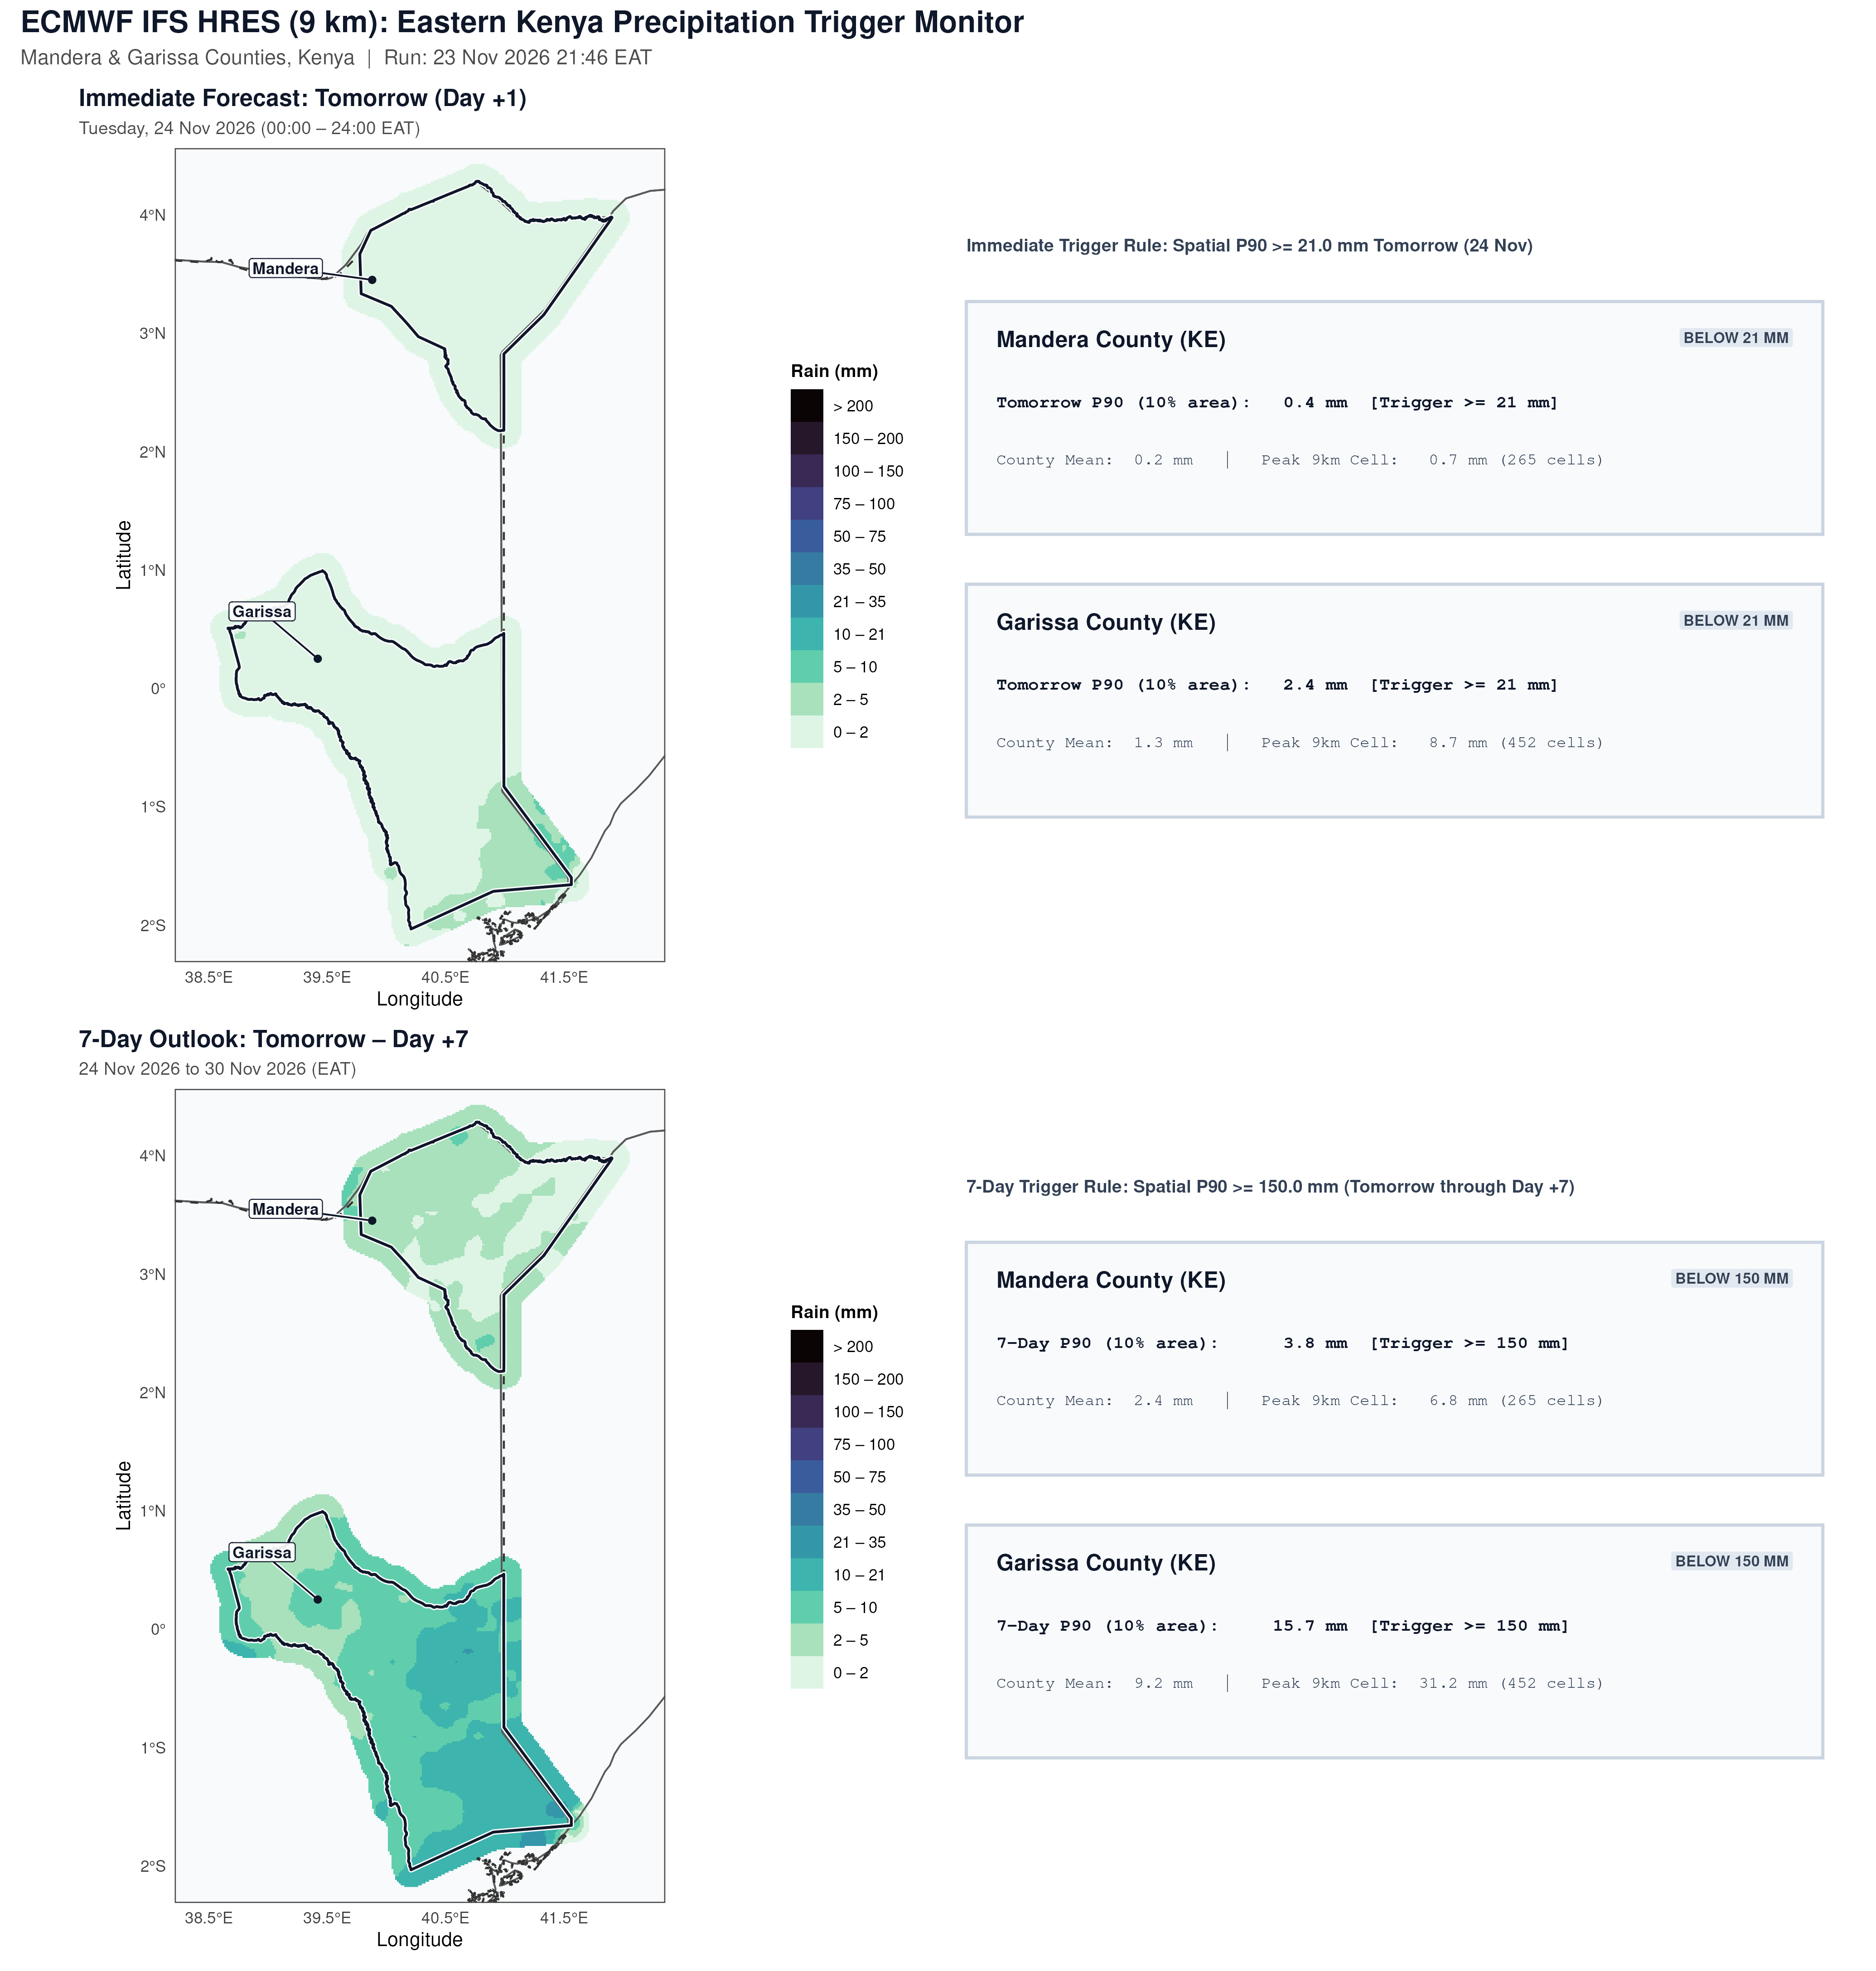 ECMWF IFS HRES (9 km): Eastern Kenya Precipitation Trigger Monitor
Mandera & Garissa Counties, Kenya | Run: 23 Nov 2026 21:46 EAT
Immediate Forecast: Tomorrow (Day +1)
Tuesday, 24 Nov 2026 (00:00 – 24:00 EAT)
4°N
3°N
2°N
1°N
0°
1°S
2°S
Latitude
Mandera
Garissa
38.5°E
39.5°E
40.5°E
41.5°E
Longitude
Rain (mm)
> 200
150 – 200
100 – 150
75 – 100
50 – 75
35 – 50
21 – 35
10 – 21
5 – 10
2 – 5
0 – 2
Immediate Trigger Rule: Spatial P90 >= 21.0 mm Tomorrow (24 Nov)
Mandera County (KE)
BELOW 21 MM
Tomorrow P90 (10% area): 0.4 mm [Trigger >= 21 mm]
County Mean: 0.2 mm | Peak 9km Cell: 0.7 mm (265 cells)
Garissa County (KE)
BELOW 21 MM
Tomorrow P90 (10% area): 2.4 mm [Trigger >= 21 mm]
County Mean: 1.3 mm | Peak 9km Cell: 8.7 mm (452 cells)
7-Day Outlook: Tomorrow – Day +7
24 Nov 2026 to 30 Nov 2026 (EAT)
4°N
3°N
2°N
1°N
0°
1°S
2°S
Latitude
Mandera
Garissa
38.5°E
39.5°E
40.5°E
41.5°E
Longitude
Rain (mm)
> 200
150 – 200
100 – 150
75 – 100
50 – 75
35 – 50
21 – 35
10 – 21
5 – 10
2 – 5
0 – 2
7-Day Trigger Rule: Spatial P90 >= 150.0 mm (Tomorrow through Day +7)
Mandera County (KE)
BELOW 150 MM
7−Day P90 (10% area): 3.8 mm [Trigger >= 150 mm]
County Mean: 2.4 mm | Peak 9km Cell: 6.8 mm (265 cells)
Garissa County (KE)
BELOW 150 MM
7−Day P90 (10% area): 15.7 mm [Trigger >= 150 mm]
County Mean: 9.2 mm | Peak 9km Cell: 31.2 mm (452 cells)